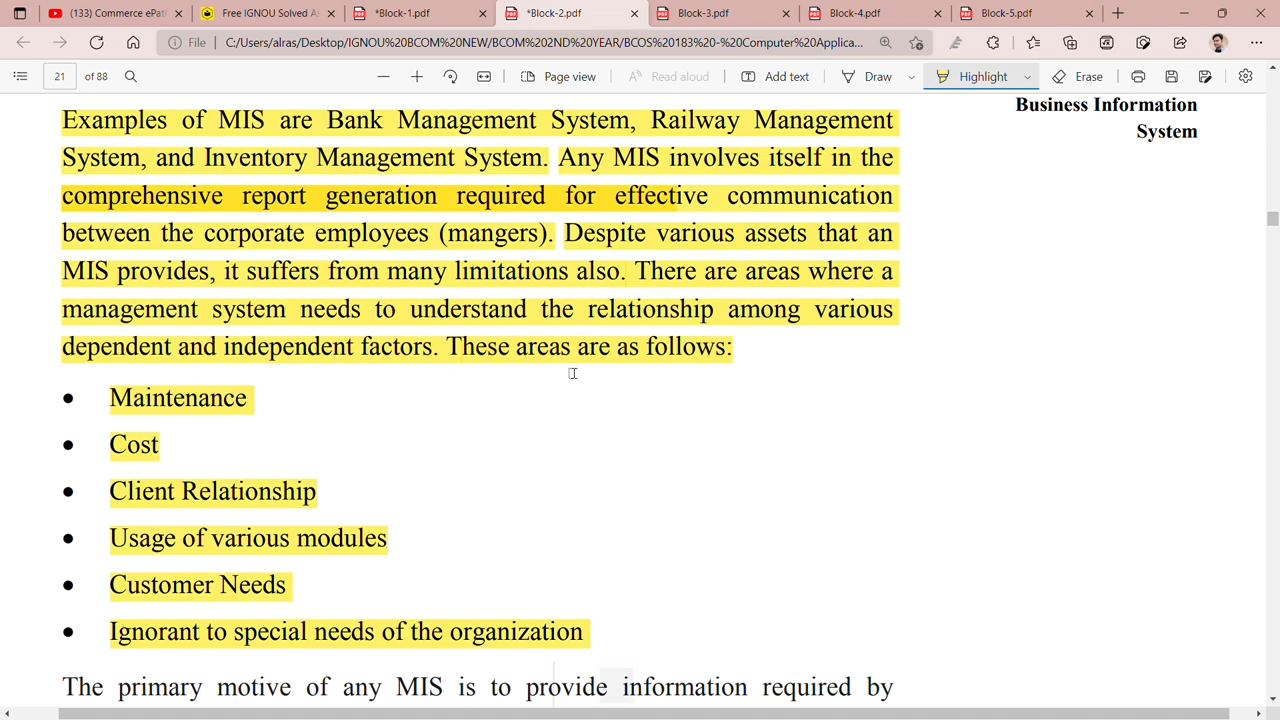 (133) Commerce ePat
Free IGNOU Solved As
*Block-1.pdf
*Block-2.pdf
Block-3.pdf
Block-4.pdf
Block-5.pdf
File
C:/Users/alras/Desktop/IGNOU%20BCOM%20NEW/BCOM%202ND%20YEAR/BCOS%20183%20-%20Computer%20Applica...
21 of 88
Page view
Read aloud
Add text
Draw
Highlight
Erase
Business Information
System
Examples of MIS are Bank Management System, Railway Management
System, and Inventory Management System. Any MIS involves itself in the
comprehensive report generation required for effective communication
between the corporate employees (mangers). Despite various assets that an
MIS provides, it suffers from many limitations also. There are areas where a
management system needs to understand the relationship among various
dependent and independent factors. These areas are as follows:
• Maintenance
• Cost
• Client Relationship
• Usage of various modules
• Customer Needs
• Ignorant to special needs of the organization
The primary motive of any MIS is to provide information required by